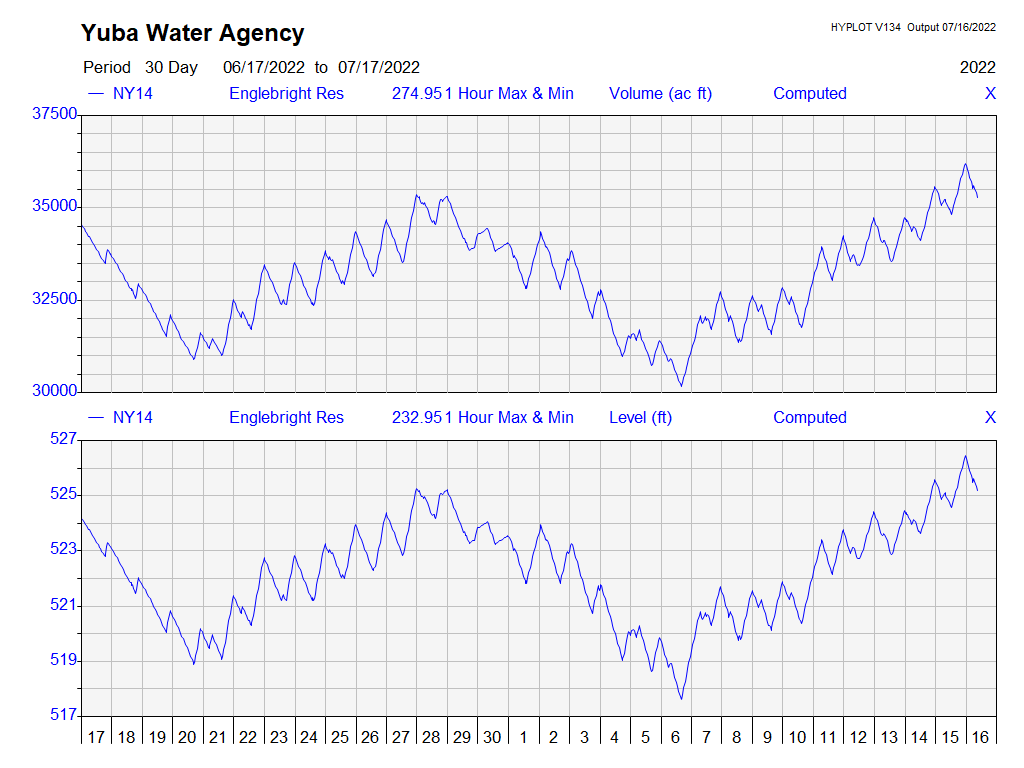 Yuba Water Agency
HYPLOT V134 Output 07/16/2022
Period 30 Day 06/17/2022 to 07/17/2022 2022
— NY14 Englebright Res 274.951 Hour Max & Min Volume (ac ft) Computed X
37500
35000
32500
30000
— NY14 Englebright Res 232.951 Hour Max & Min Level (ft) Computed X
527
525
523
521
519
517
17 18 19 20 21 22 23 24 25 26 27 28 29 30 1 2 3 4 5 6 7 8 9 10 11 12 13 14 15 16